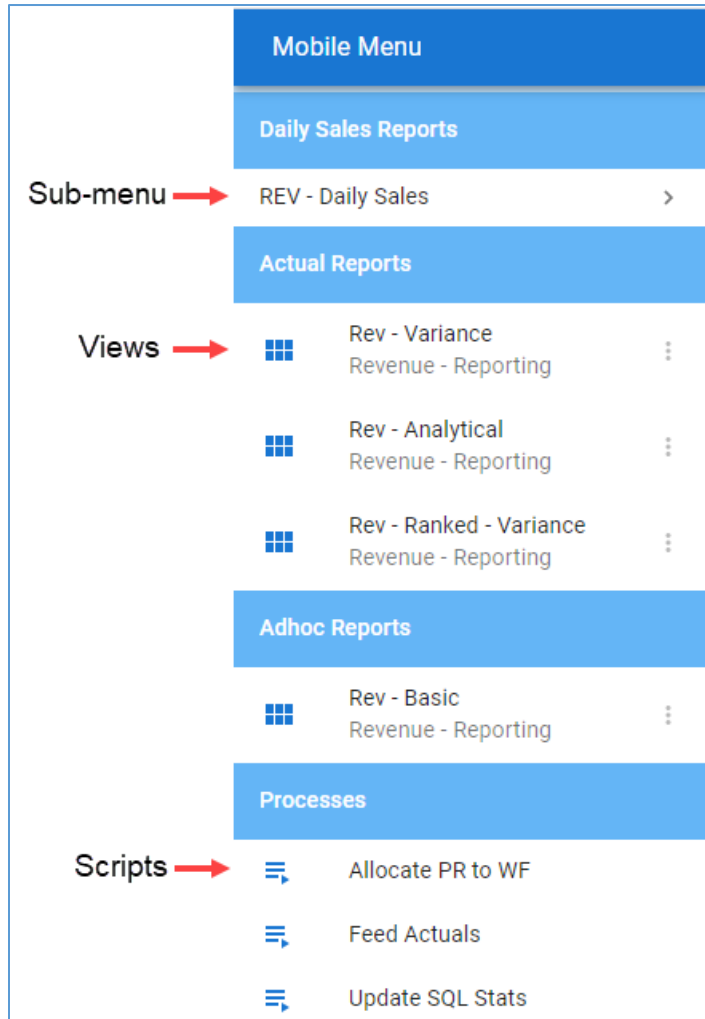 Mobile Menu
Daily Sales Reports
Sub-menu
REV - Daily Sales
Actual Reports
Views
Rev - Variance
Revenue - Reporting
Rev - Analytical
Revenue - Reporting
Rev - Ranked - Variance
Revenue - Reporting
Adhoc Reports
Rev - Basic
Revenue - Reporting
Processes
Scripts
Allocate PR to WF
Feed Actuals
Update SQL Stats